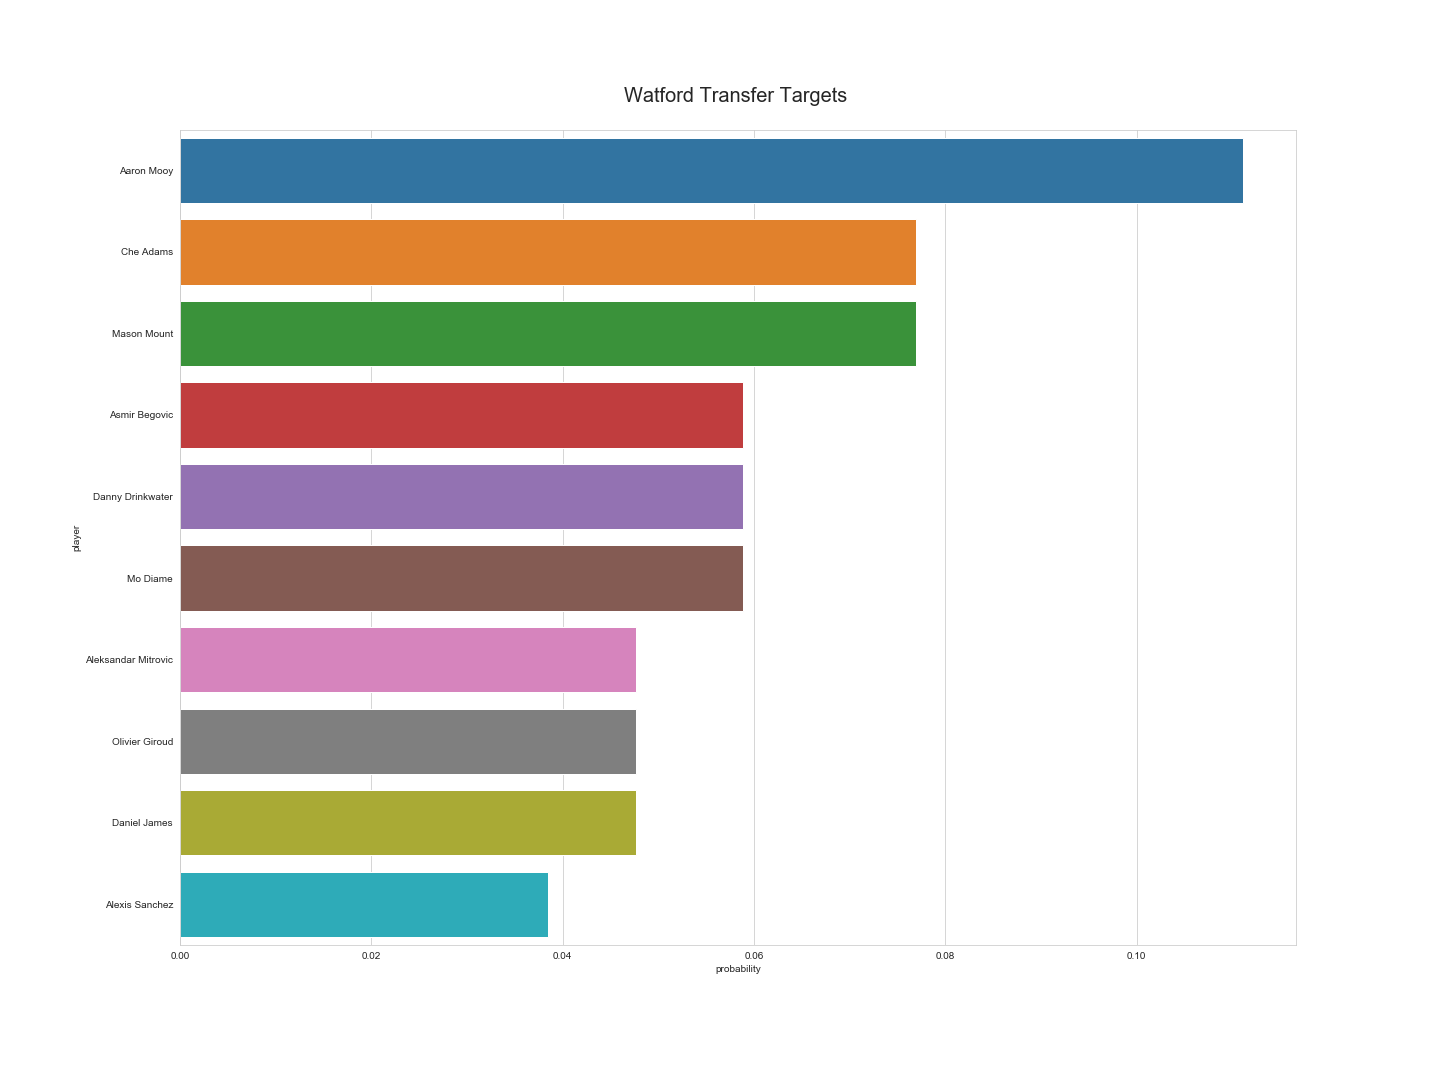 Watford Transfer Targets
Aaron Mooy
Che Adams
Mason Mount
Asmir Begovic
Danny Drinkwater
Mo Diame
Aleksandar Mitrovic
Olivier Giroud
Daniel James
Alexis Sanchez
player
0.00 0.02 0.04 0.06 0.08 0.10
probability